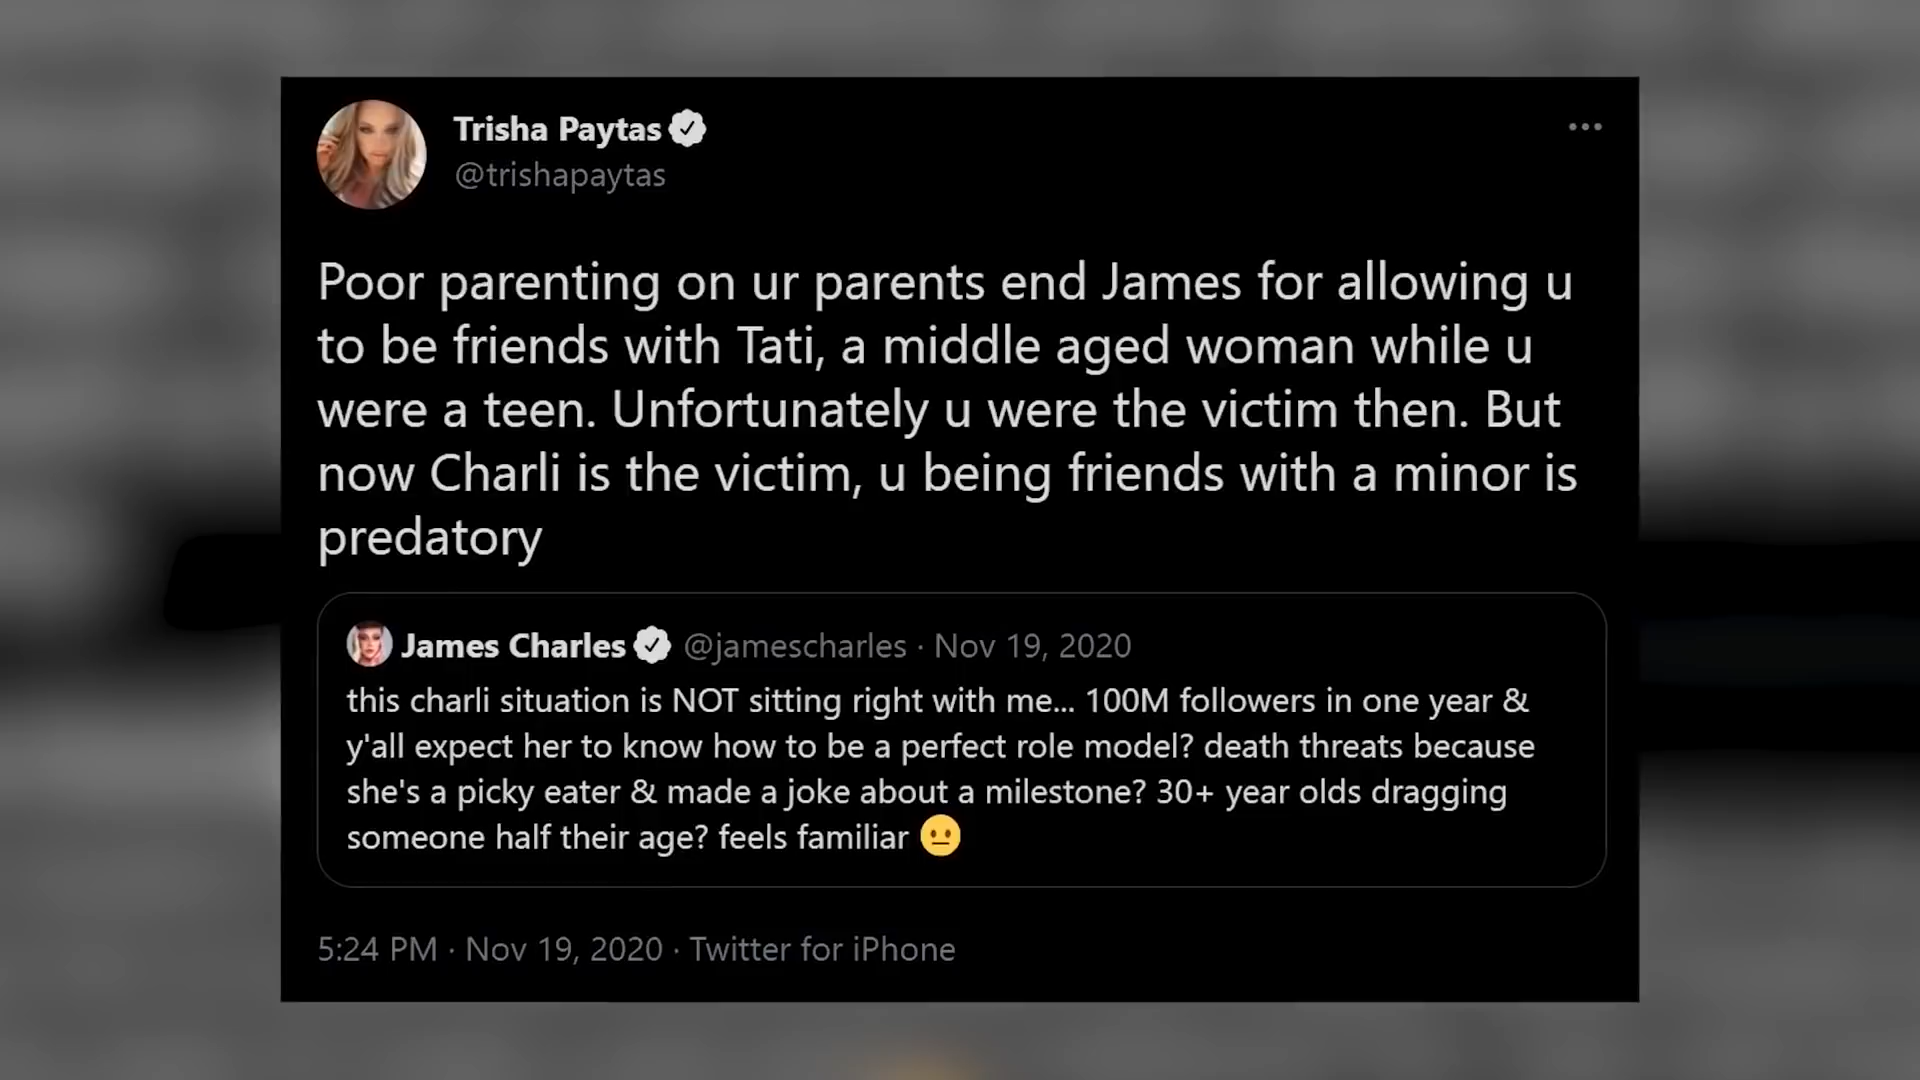 Trisha Paytas
@trishapaytas
Poor parenting on ur parents end James for allowing u
to be friends with Tati, a middle aged woman while u
were a teen. Unfortunately u were the victim then. But
now Charli is the victim, u being friends with a minor is
predatory
James Charles @jamescharles · Nov 19, 2020
this charli situation is NOT sitting right with me... 100M followers in one year &
y'all expect her to know how to be a perfect role model? death threats because
she's a picky eater & made a joke about a milestone? 30+ year olds dragging
someone half their age? feels familiar 😐
5:24 PM · Nov 19, 2020 · Twitter for iPhone